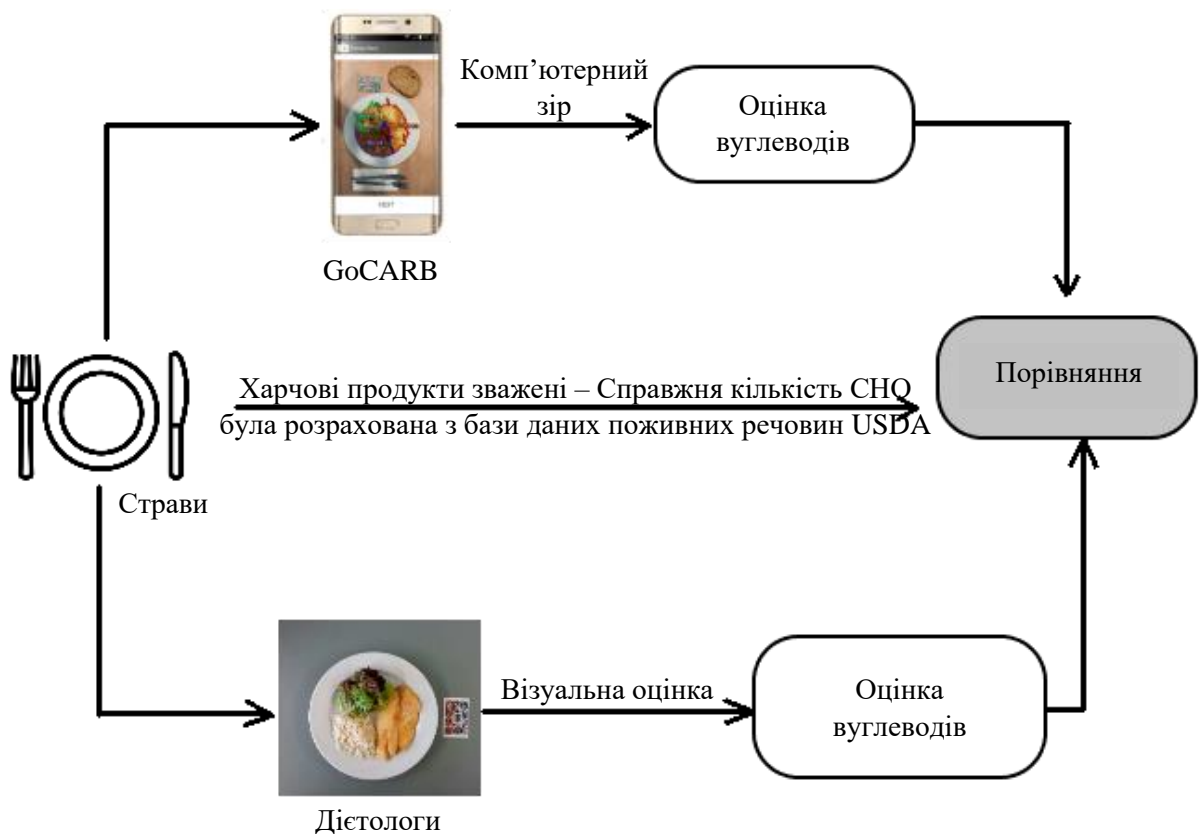 Комп’ютерний
зір
Оцінка
вуглеводів
GoCARB
Порівняння
Харчові продукти зважені – Справжня кількість CHO
була розрахована з бази даних поживних речовин USDA
Страви
Візуальна оцінка
Оцінка
вуглеводів
Дієтологи